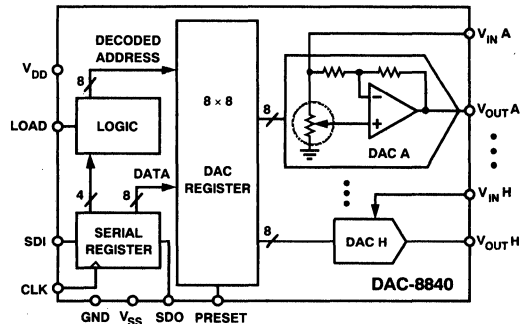 DECODED
ADDRESS
V_DD
8
LOAD
LOGIC
4
8
DATA
SDI
SERIAL
REGISTER
CLK
GND
V_SS
SDO
PRESET
8 × 8
DAC
REGISTER
8
8
−
+
DAC A
DAC H
DAC-8840
V_IN A
V_OUT A
V_IN H
V_OUT H